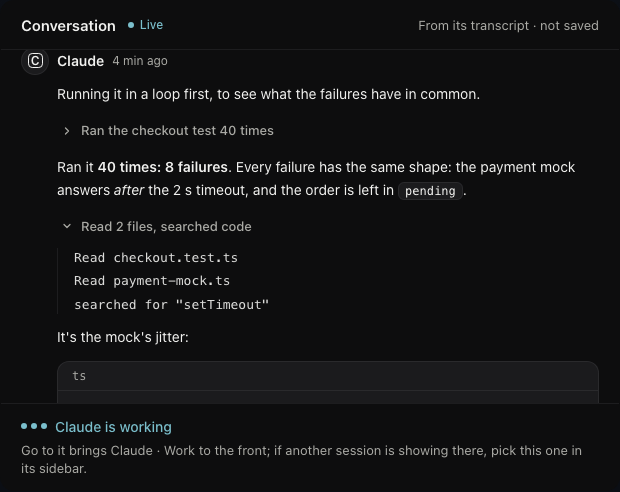 Conversation
Live
From its transcript · not saved
C
Claude 4 min ago
Running it in a loop first, to see what the failures have in common.
Ran the checkout test 40 times
Ran it 40 times: 8 failures. Every failure has the same shape: the payment mock
answers after the 2 s timeout, and the order is left in pending.
Read 2 files, searched code
Read checkout.test.ts
Read payment-mock.ts
searched for "setTimeout"
It's the mock's jitter:
ts
Claude is working
Go to it brings Claude · Work to the front; if another session is showing there, pick this one in
its sidebar.